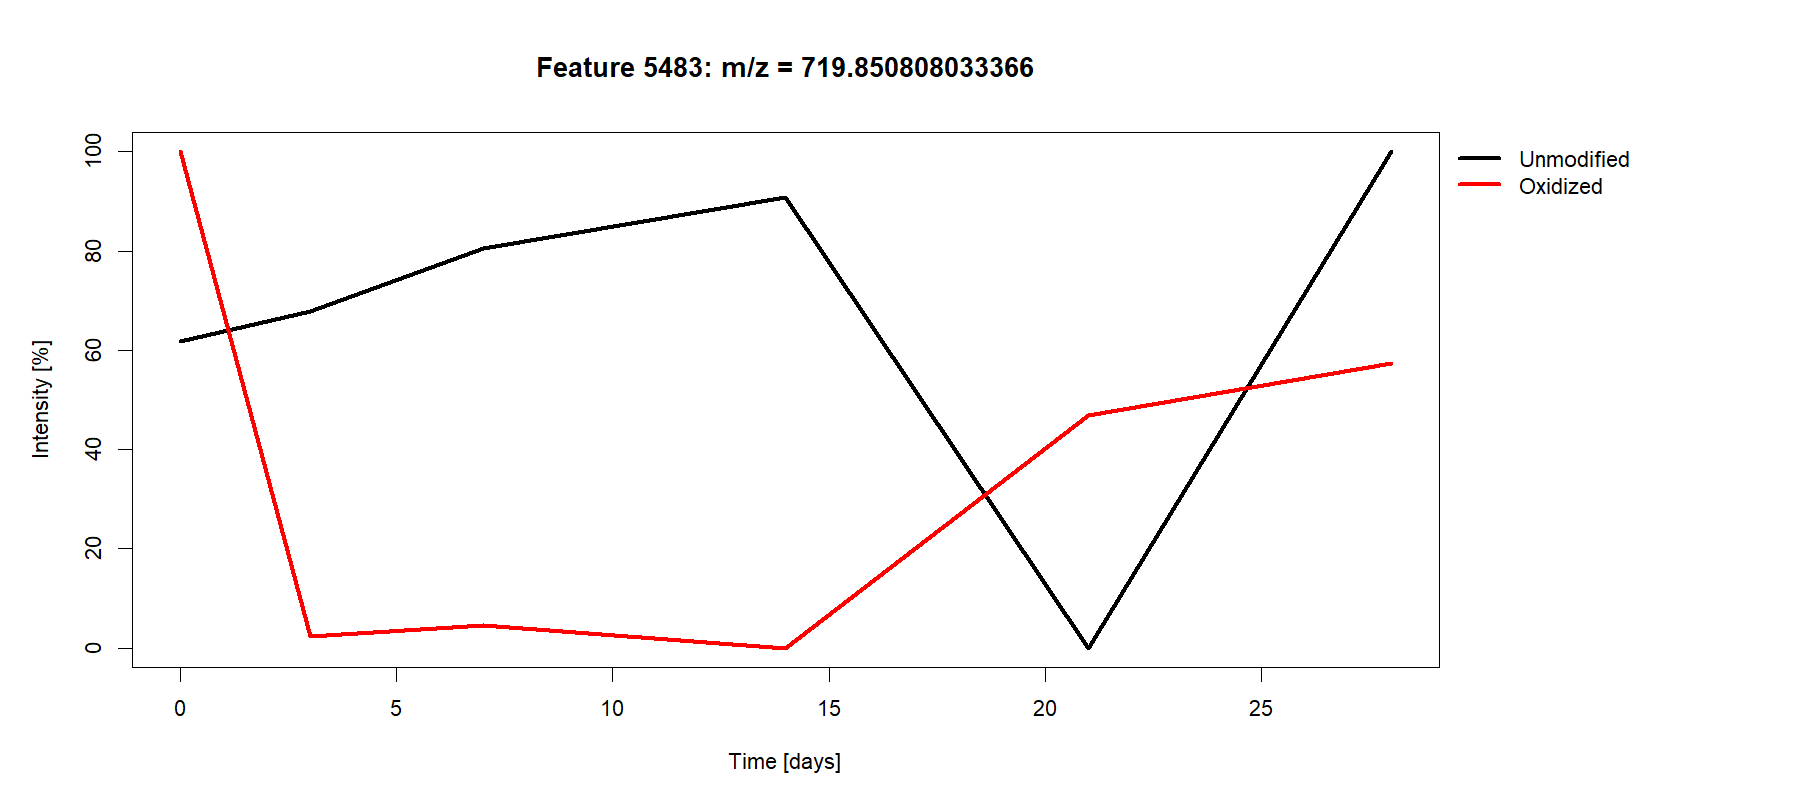 Feature 5483: m/z = 719.850808033366
Unmodified
Oxidized
100
80
60
40
20
0
Intensity [%]
0 5 10 15 20 25
Time [days]